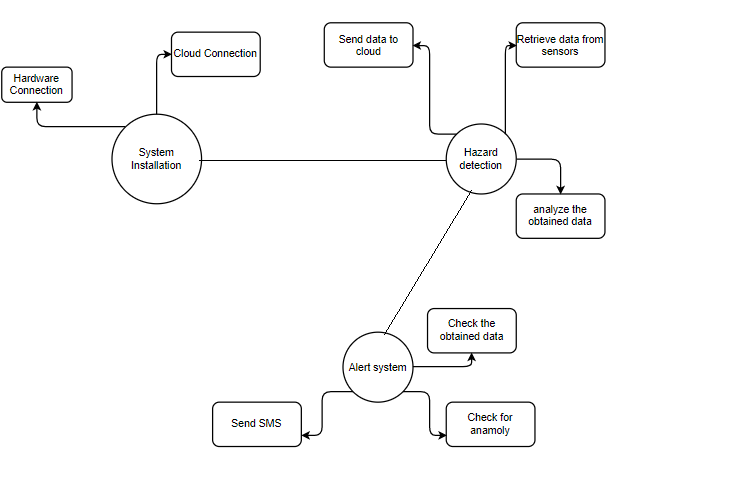 Send data to
cloud
Retrieve data from
sensors
Cloud Connection
Hardware
Connection
System
Installation
Hazard
detection
analyze the
obtained data
Check the
obtained data
Alert system
Send SMS
Check for
anamoly